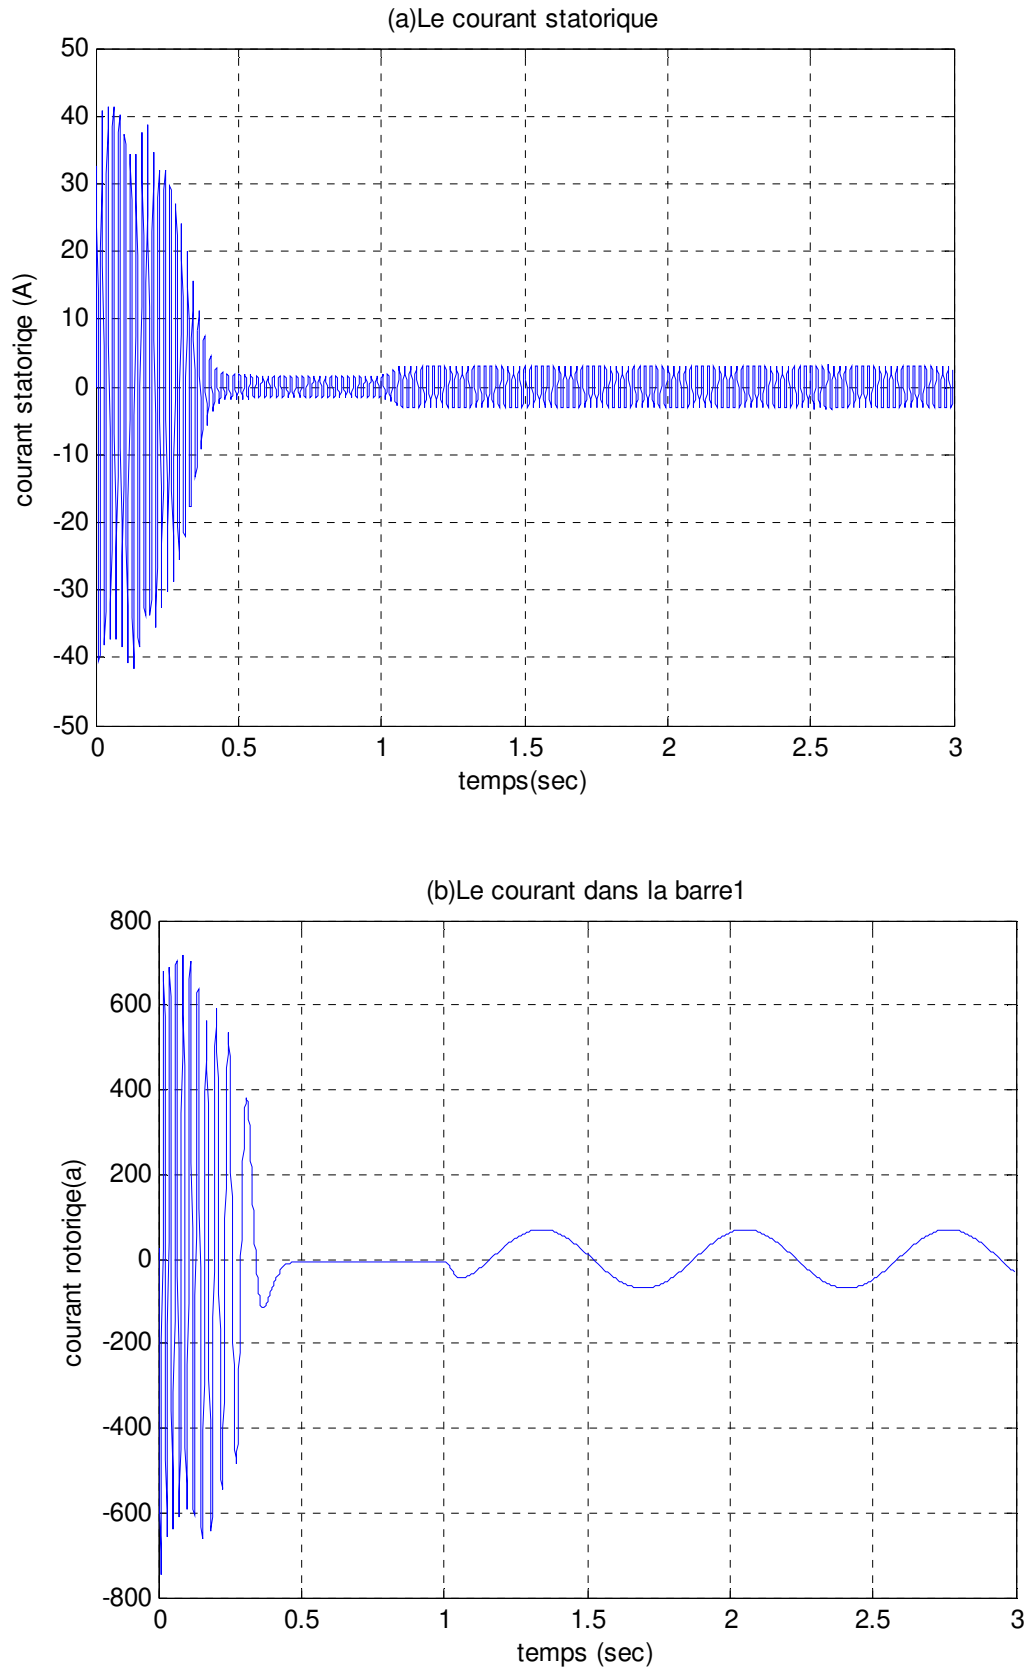 (a)Le courant statorique
50
40
30
20
10
0
-10
-20
-30
-40
-50
courant statoriqe (A)
0 0.5 1 1.5 2 2.5 3
temps(sec)
(b)Le courant dans la barre1
800
600
400
200
0
-200
-400
-600
-800
courant rotoriqe(a)
0 0.5 1 1.5 2 2.5 3
temps (sec)